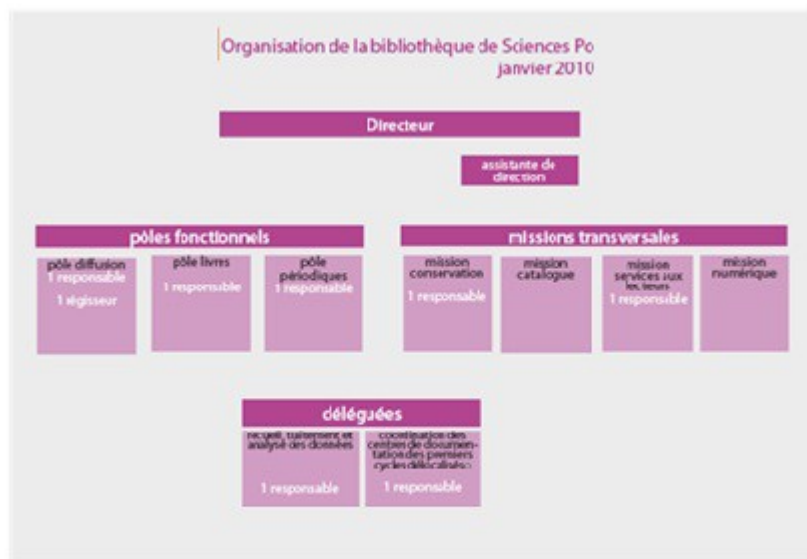 Organisation de la bibliothèque de Sciences Po
janvier 2010
Directeur
assistante de
direction
pôles fonctionnels
pôle diffusion
1 responsable
1 régisseur
pôle livres
1 responsable
pôle
périodiques
1 responsable
missions transversales
mission
conservation
1 responsable
mission
catalogue
mission
services aux
lecteurs
1 responsable
mission
numérique
déléguées
recueil, traitement et
analyse des données
1 responsable
coordination des
centres de documen-
tation des premiers
cycles délocalisés
1 responsable